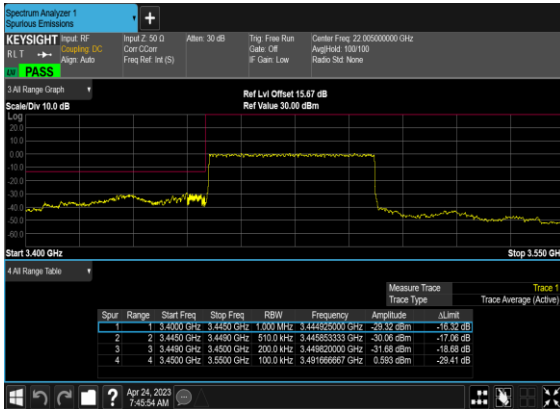 Spectrum Analyzer 1
Spurious Emissions
+
KEYSIGHT Input: RF Input Z: 50 Ω Atten: 30 dB Trig: Free Run Center Freq: 22.005000000 GHz
RLT Coupling: DC Corr CCorr Gate: Off Avg|Hold: 100/100
Align: Auto Freq Ref: Int (S) IF Gain: Low Radio Std: None
PASS
3 All Range Graph
Ref Lvl Offset 15.67 dB
Scale/Div 10.0 dB Ref Value 30.00 dBm
Log
20.0
10.0
0.00
-10.0
-20.0
-30.0
-40.0
-50.0
-60.0
Start 3.400 GHz Stop 3.550 GH
4 All Range Table
Measure Trace Trace 1
Trace Type Trace Average (Active)
Spur Range Start Freq Stop Freq RBW Frequency Amplitude ΔLimit
1 1 3.4000 GHz 3.4450 GHz 1.000 MHz 3.444925000 GHz -29.32 dBm -16.32 dB
2 2 3.4450 GHz 3.4490 GHz 510.0 kHz 3.445853333 GHz -30.06 dBm -17.06 dB
3 3 3.4490 GHz 3.4500 GHz 200.0 kHz 3.449820000 GHz -31.68 dBm -18.68 dB
4 4 3.4500 GHz 3.5500 GHz 100.0 kHz 3.491666667 GHz 0.593 dBm -29.41 dB
? Apr 24, 2023
7:45:54 AM